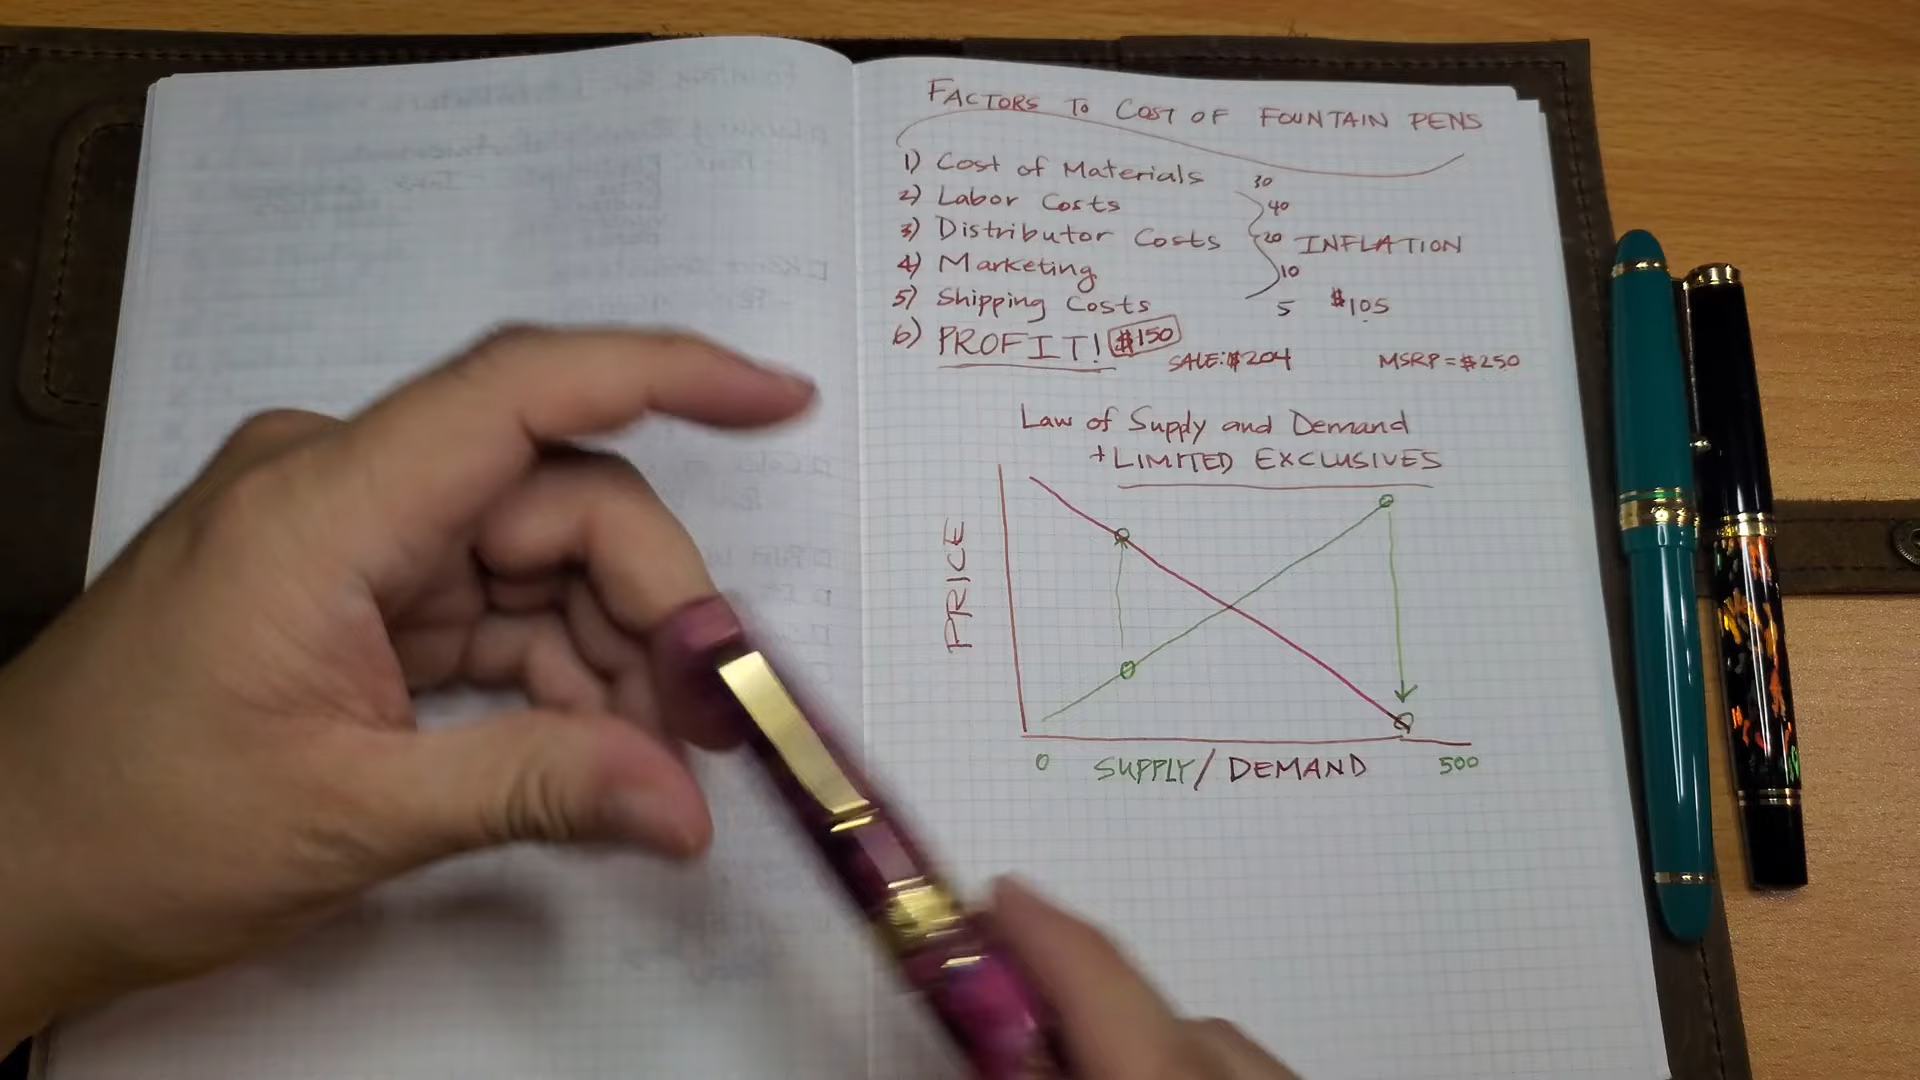 FACTORS TO COST OF FOUNTAIN PENS
1) Cost of Materials 30
2) Labor Costs 40
3) Distributor Costs 20 INFLATION
4) Marketing 10
5) Shipping Costs 5 $105
6) PROFIT! $150
SALE: $204 MSRP = $250
Law of Supply and Demand
+ LIMITED EXCLUSIVES
PRICE
0 SUPPLY / DEMAND 500